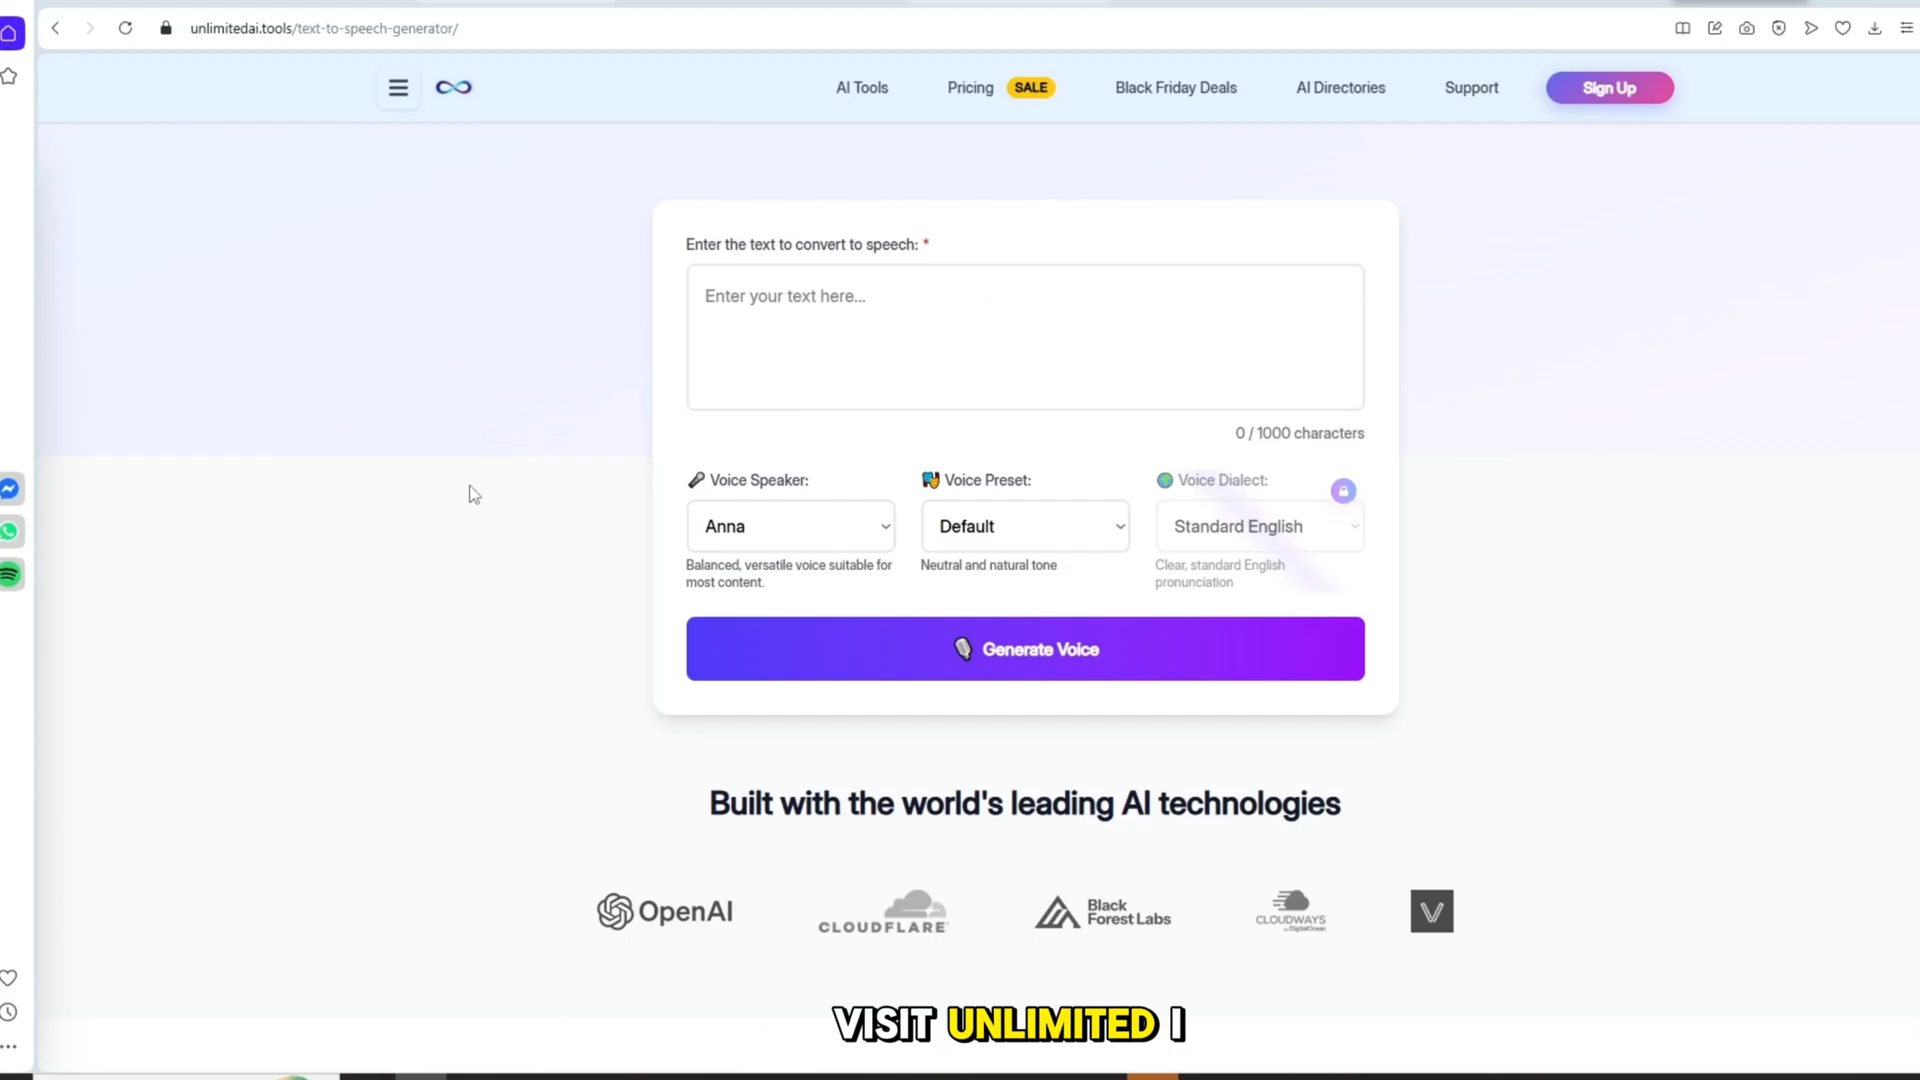 unlimitedai.tools/text-to-speech-generator/
AI Tools
Pricing
SALE
Black Friday Deals
AI Directories
Support
Sign Up
Enter the text to convert to speech: *
Enter your text here...
0 / 1000 characters
Voice Speaker:
Voice Preset:
Voice Dialect:
Anna
Default
Standard English
Balanced, versatile voice suitable for
most content.
Neutral and natural tone
Clear, standard English
pronunciation
Generate Voice
Built with the world's leading AI technologies
OpenAI
CLOUDFLARE
Black
Forest Labs
CLOUDWAYS
by DigitalOcean
VISIT UNLIMITED I